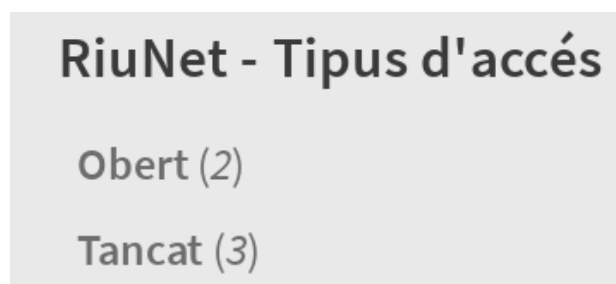 RiuNet - Tipus d'accés
Obert (2)
Tancat (3)